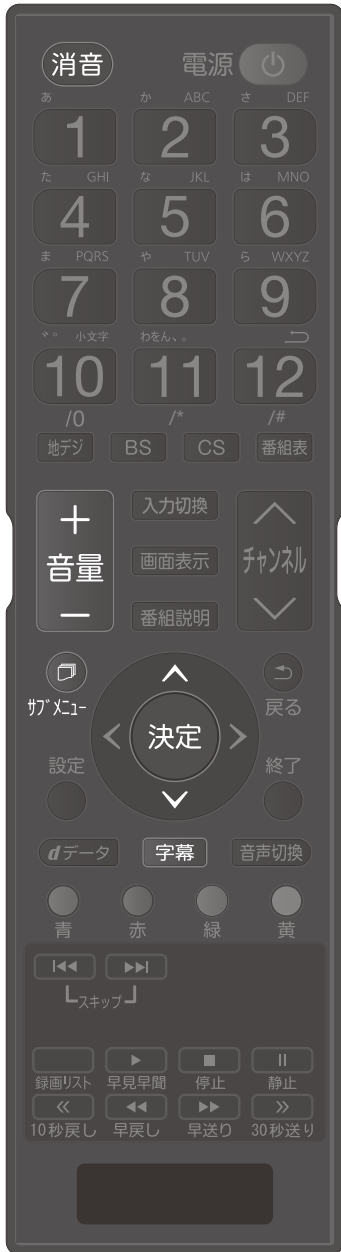 消音 電源
あ か ABC さ DEF
1 2 3
た GHI な JKL は MNO
4 5 6
ま PQRS や TUV ら WXYZ
7 8 9
゛゜ 小文字 わをん、。
10 11 12
/0 /* /#
地デジ BS CS 番組表
+ 入力切換
音量 画面表示 チャンネル
− 番組説明
サブメニュー 戻る
決定
設定 終了
dデータ 字幕 音声切換
青 赤 緑 黄
スキップ
録画リスト 早見早聞 停止 静止
10秒戻し 早戻し 早送り 30秒送り